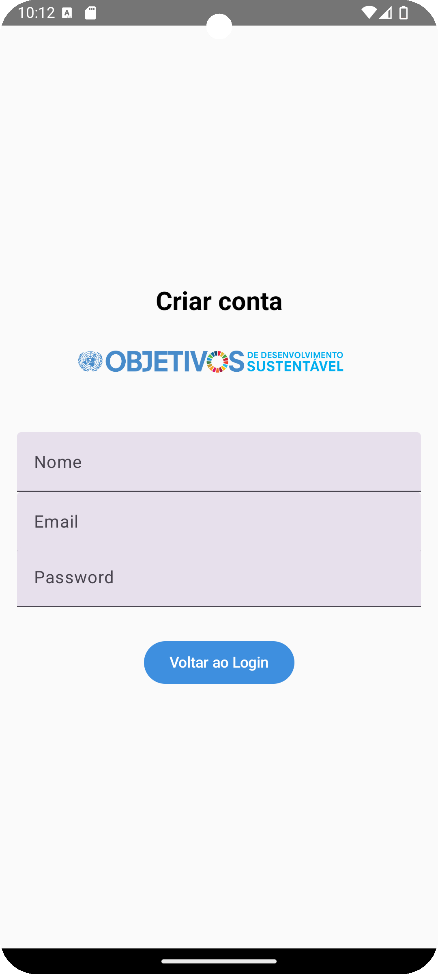 10:12
Criar conta
OBJETIVOS DE DESENVOLVIMENTO
SUSTENTÁVEL
Nome
Email
Password
Voltar ao Login